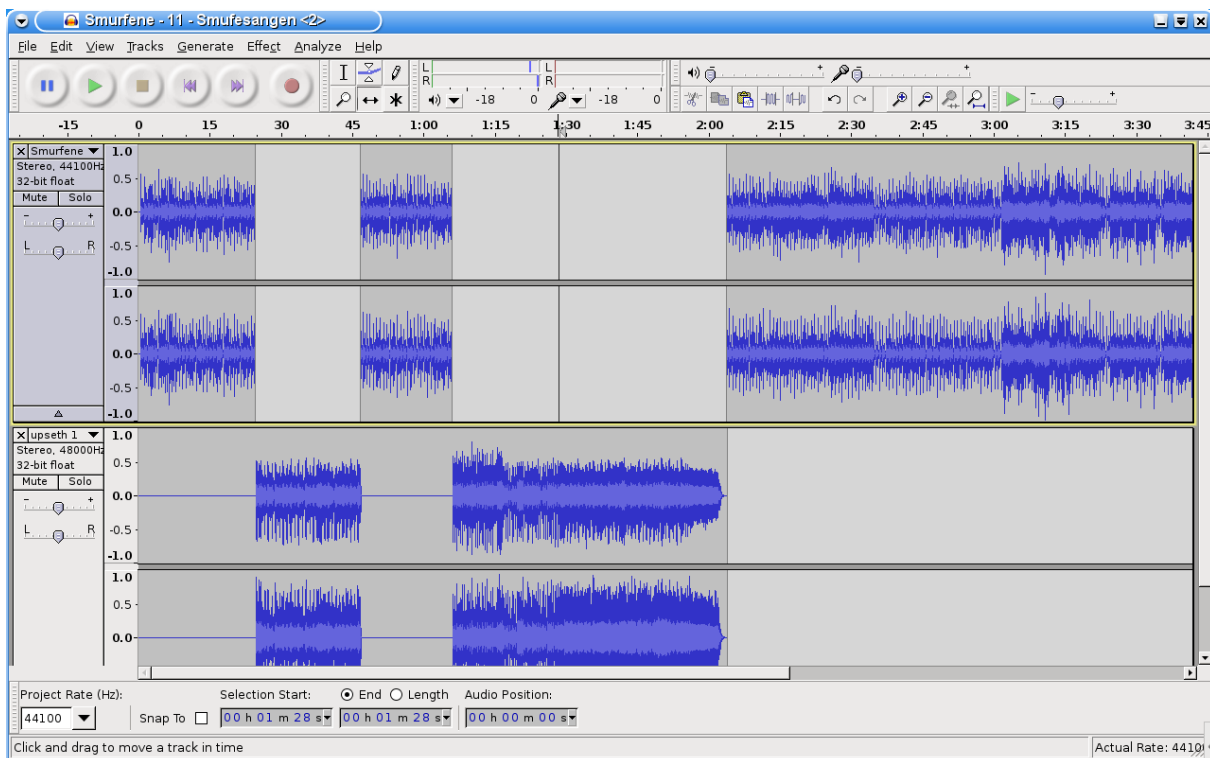 Smurfene - 11 - Smufesangen <2>
File Edit View Tracks Generate Effect Analyze Help
L R L R
-18 0 -18 0
-15 0 15 30 45 1:00 1:15 1:30 1:45 2:00 2:15 2:30 2:45 3:00 3:15 3:30 3:45
X Smurfene
Stereo, 44100Hz
32-bit float
Mute Solo
- +
L R
1.0
0.5
0.0
-0.5
-1.0
1.0
0.5
0.0
-0.5
-1.0
X upseth 1
Stereo, 48000Hz
32-bit float
Mute Solo
- +
L R
1.0
0.5
0.0
-0.5
-1.0
1.0
0.5
0.0
Project Rate (Hz): Selection Start: End Length Audio Position:
44100 Snap To 00 h 01 m 28 s 00 h 01 m 28 s 00 h 00 m 00 s
Click and drag to move a track in time Actual Rate: 4410